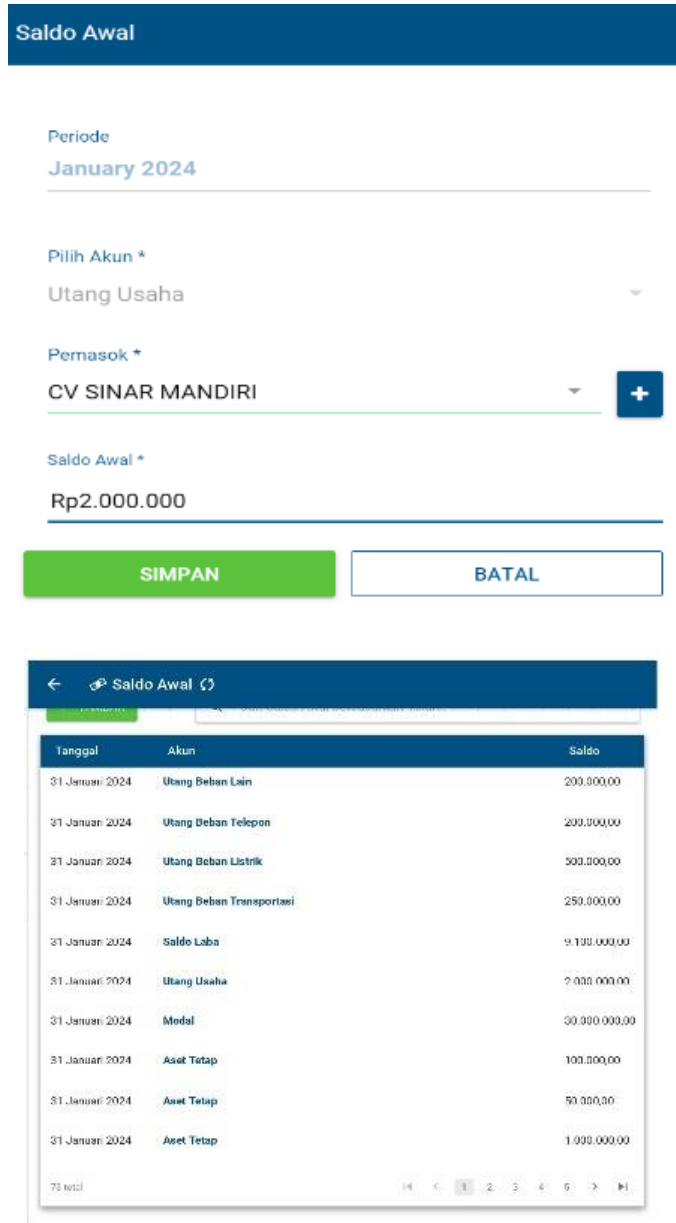 Saldo Awal
Periode
January 2024
Pilih Akun *
Utang Usaha
Pemasok *
CV SINAR MANDIRI
+
Saldo Awal *
Rp2.000.000
SIMPAN BATAL
Saldo Awal
Tanggal Akun Saldo
31 Januari 2024 Utang Beban Lain 200.000,00
31 Januari 2024 Utang Beban Telepon 200.000,00
31 Januari 2024 Utang Beban Listrik 500.000,00
31 Januari 2024 Utang Beban Transportasi 250.000,00
31 Januari 2024 Saldo Laba 9.100.000,00
31 Januari 2024 Utang Usaha 2.000.000,00
31 Januari 2024 Modal 30.000.000,00
31 Januari 2024 Aset Tetap 100.000,00
31 Januari 2024 Aset Tetap 50.000,00
31 Januari 2024 Aset Tetap 1.000.000,00
total 1 2 3 4 5